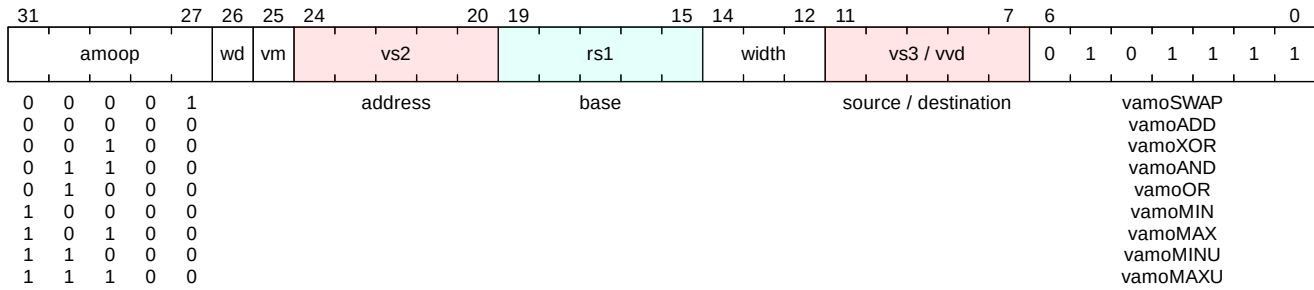 31 27 26 25 24 20 19 15 14 12 11 7 6 0
amoop wd vm vs2 rs1 width vs3 / vvd 0 1 0 1 1 1 1
0 0 0 0 1 address base source / destination vamoSWAP
0 0 0 0 0 vamoADD
0 0 1 0 0 vamoXOR
0 1 1 0 0 vamoAND
0 1 0 0 0 vamoOR
1 0 0 0 0 vamoMIN
1 0 1 0 0 vamoMAX
1 1 0 0 0 vamoMINU
1 1 1 0 0 vamoMAXU